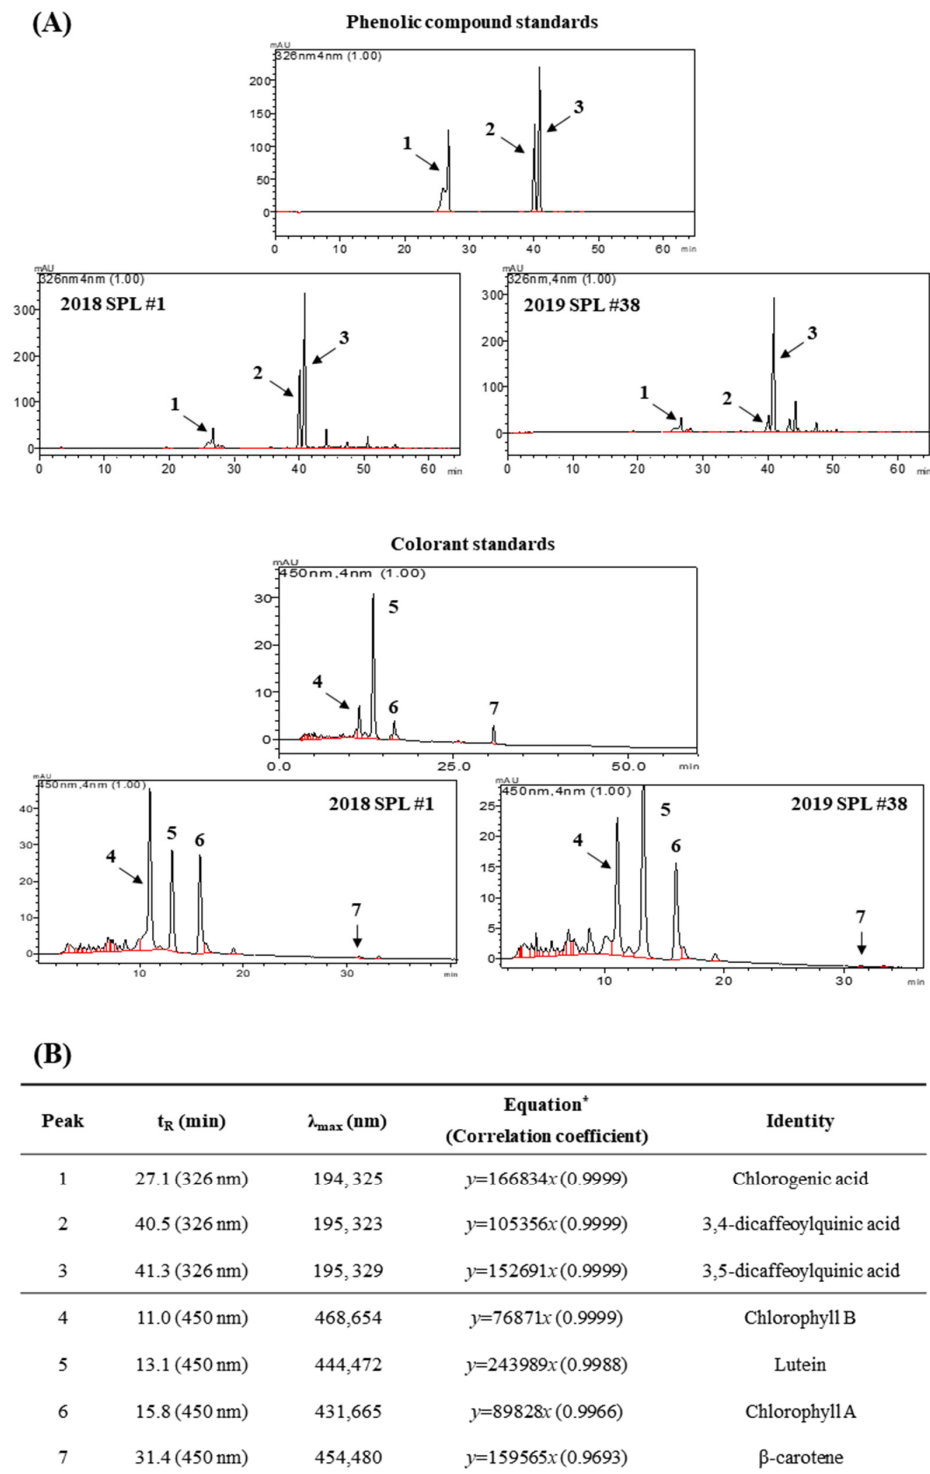 (A)
Phenolic compound standards
mAU
326nm4nm (1.00)
200
150
100
50
0
1
2
3
0 10 20 30 40 50 60 min
mAU
326nm4nm (1.00)
2018 SPL #1
300
200
100
0
1
2
3
0 10 20 30 40 50 60 min
mAU
326nm,4nm (1.00)
2019 SPL #38
300
200
100
0
1
2
3
0 10 20 30 40 50 60 min
Colorant standards
mAU
450nm,4nm (1.00)
30
20
10
0
4
5
6
7
0.0 25.0 50.0 min
mAU
450nm,4nm (1.00)
2018 SPL #1
40
30
20
10
0
4
5
6
7
10 20 30 min
mAU
450nm,4nm (1.00)
2019 SPL #38
25
20
15
10
5
0
4
5
6
7
10 20 30 min
(B)
Peak tR (min) λmax (nm) Equation* (Correlation coefficient) Identity
1 27.1 (326 nm) 194, 325 y=166834x (0.9999) Chlorogenic acid
2 40.5 (326 nm) 195, 323 y=105356x (0.9999) 3,4-dicaffeoylquinic acid
3 41.3 (326 nm) 195, 329 y=152691x (0.9999) 3,5-dicaffeoylquinic acid
4 11.0 (450 nm) 468,654 y=76871x (0.9999) Chlorophyll B
5 13.1 (450 nm) 444,472 y=243989x (0.9988) Lutein
6 15.8 (450 nm) 431,665 y=89828x (0.9966) Chlorophyll A
7 31.4 (450 nm) 454,480 y=159565x (0.9693) β-carotene